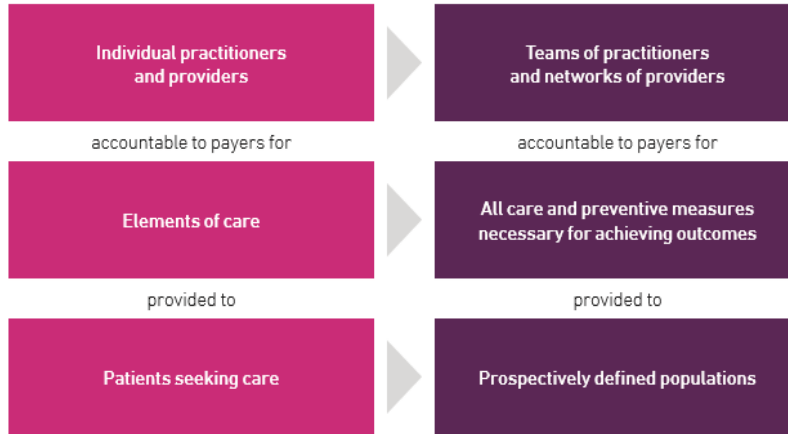 Individual practitioners
and providers
Teams of practitioners
and networks of providers
accountable to payers for
accountable to payers for
Elements of care
All care and preventive measures
necessary for achieving outcomes
provided to
provided to
Patients seeking care
Prospectively defined populations